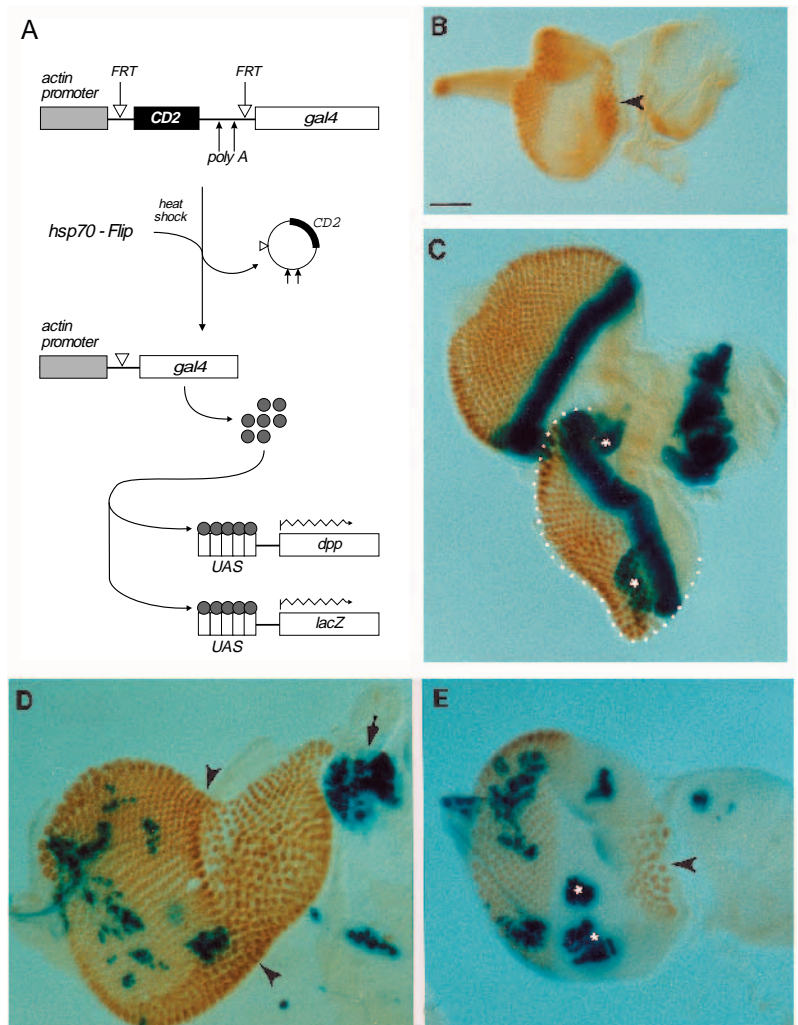 A
FRT
FRT
actin
promoter
CD2
gal4
poly A
heat
shock
hsp70 - Flip
CD2
actin
promoter
gal4
dpp
UAS
lacZ
UAS
B
C
D
E